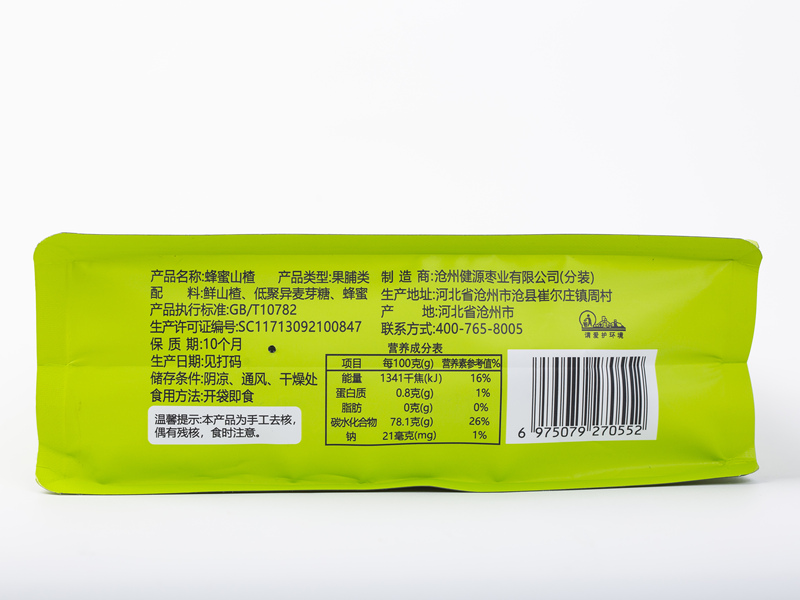 产品名称:蜂蜜山楂 产品类型:果脯类
配 料:鲜山楂、低聚异麦芽糖、蜂蜜
产品执行标准:GB/T10782
生产许可证编号:SC11713092100847
保 质 期:10个月
生产日期:见打码
储存条件:阴凉、通风、干燥处
食用方法:开袋即食
温馨提示:本产品为手工去核,
偶有残核，食时注意。
制 造 商:沧州健源枣业有限公司(分装)
生产地址:河北省沧州市沧县崔尔庄镇周村
产 地:河北省沧州市
联系方式:400-765-8005
营养成分表
项目 每100克(g) 营养素参考值%
能量 1341千焦(kJ) 16%
蛋白质 0.8克(g) 1%
脂肪 0克(g) 0%
碳水化合物 78.1克(g) 26%
钠 21毫克(mg) 1%
请爱护环境
6 975079 270552